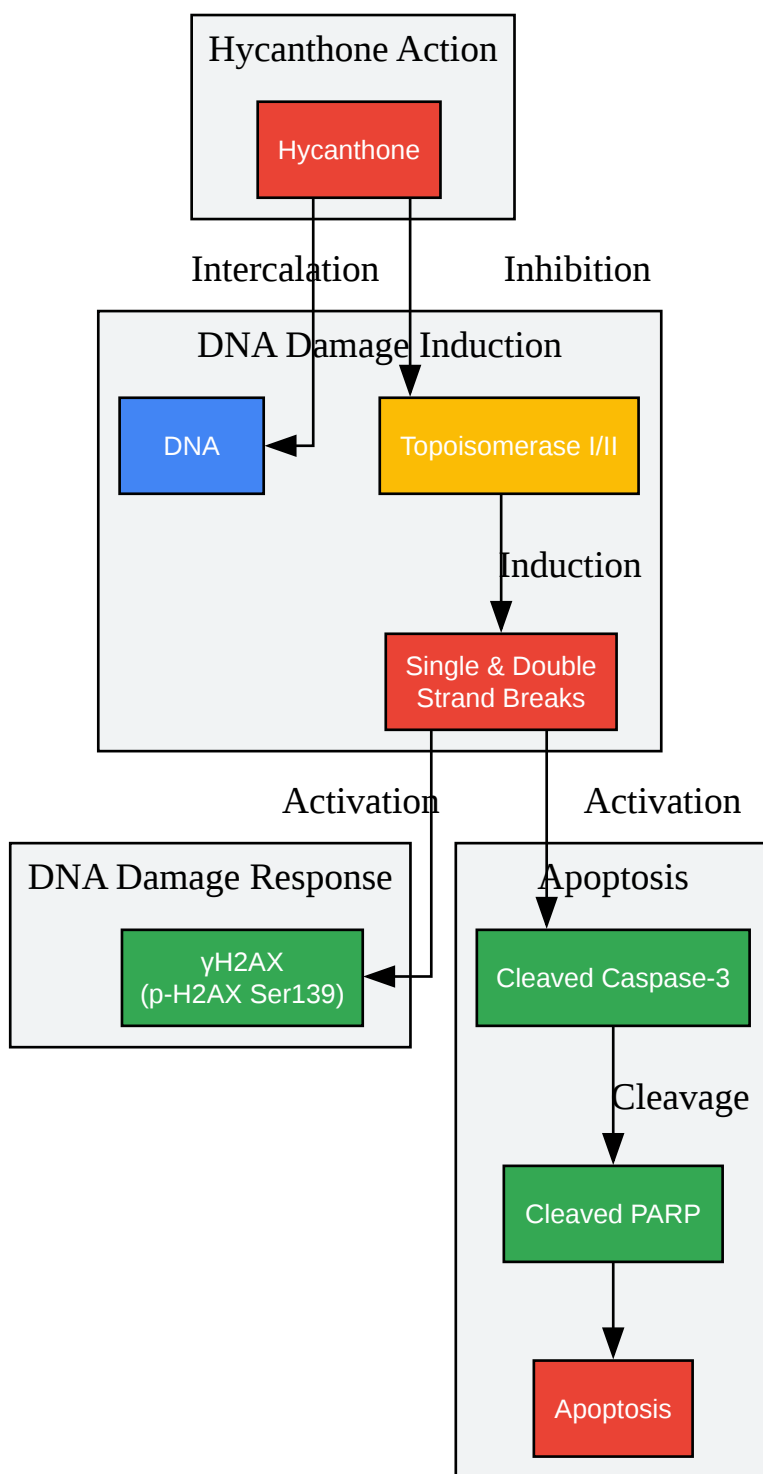 Hycanthone Action
Hycanthone
Intercalation
Inhibition
DNA Damage Induction
DNA
Topoisomerase I/II
Induction
Single & Double
Strand Breaks
Activation
Activation
DNA Damage Response
γH2AX
(p-H2AX Ser139)
Apoptosis
Cleaved Caspase-3
Cleavage
Cleaved PARP
Apoptosis